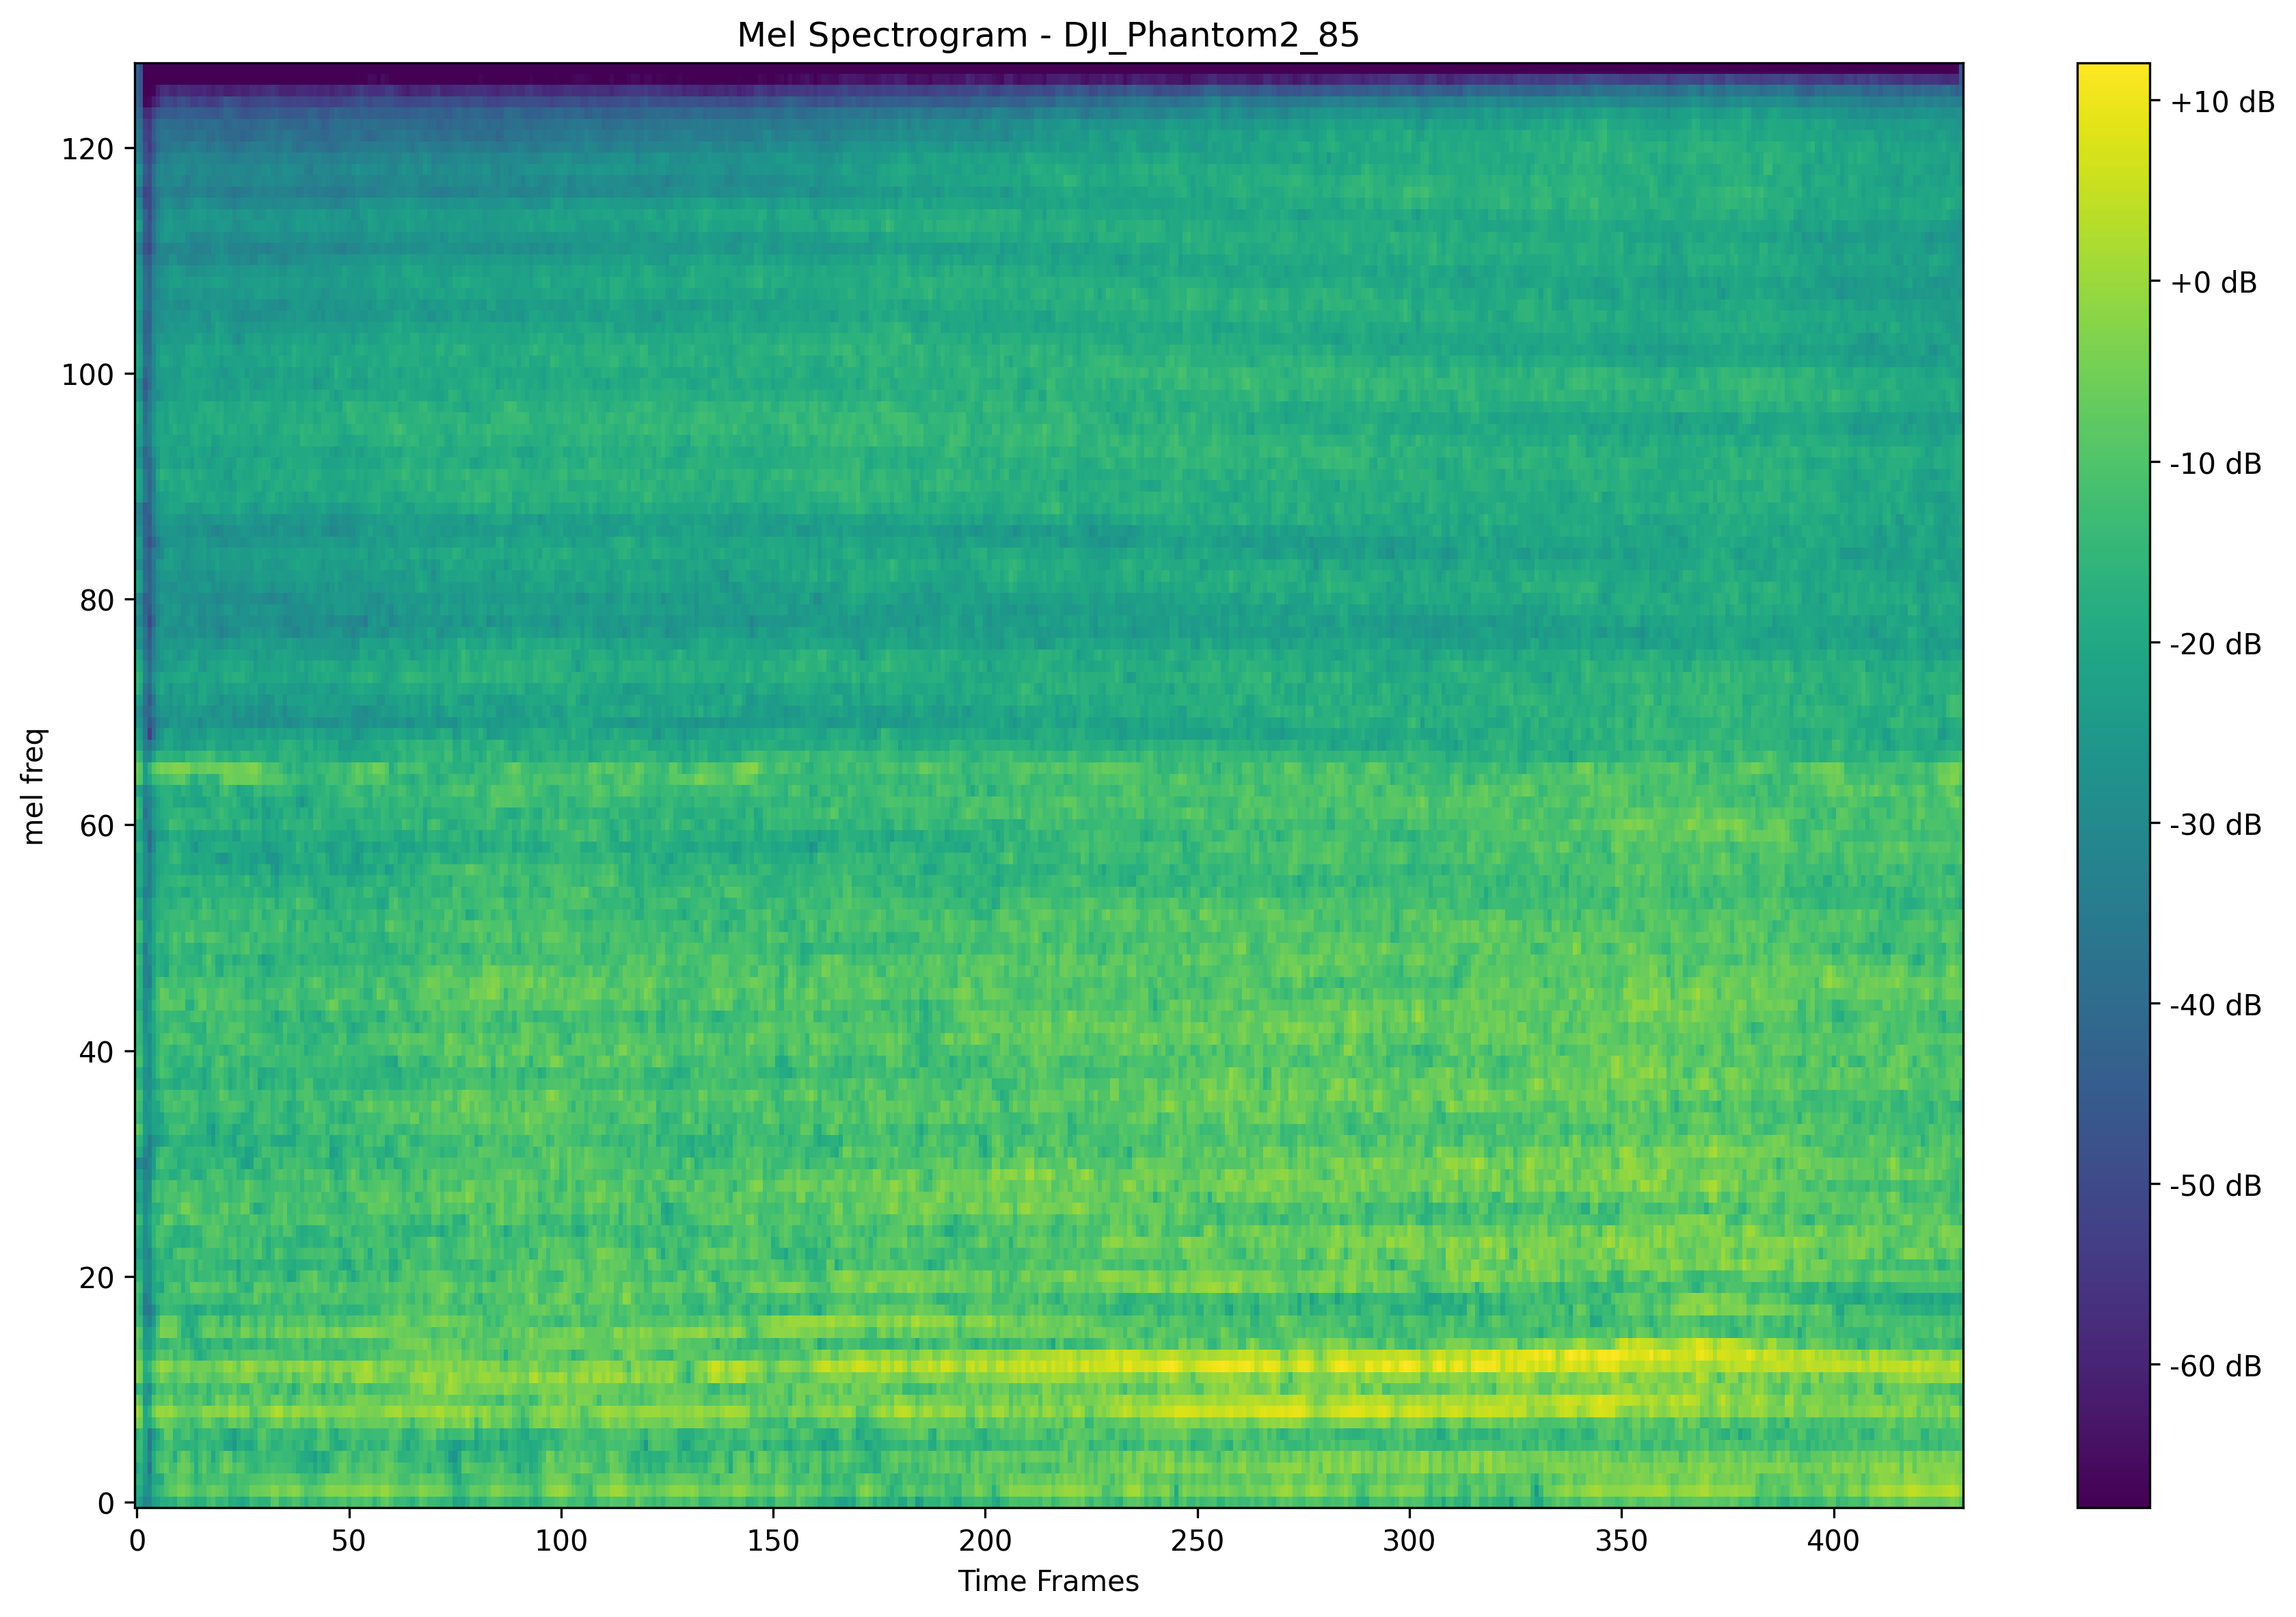 Mel Spectrogram - DJI_Phantom2_85
mel freq
120
100
80
60
40
20
0
0 50 100 150 200 250 300 350 400
Time Frames
+10 dB
+0 dB
-10 dB
-20 dB
-30 dB
-40 dB
-50 dB
-60 dB